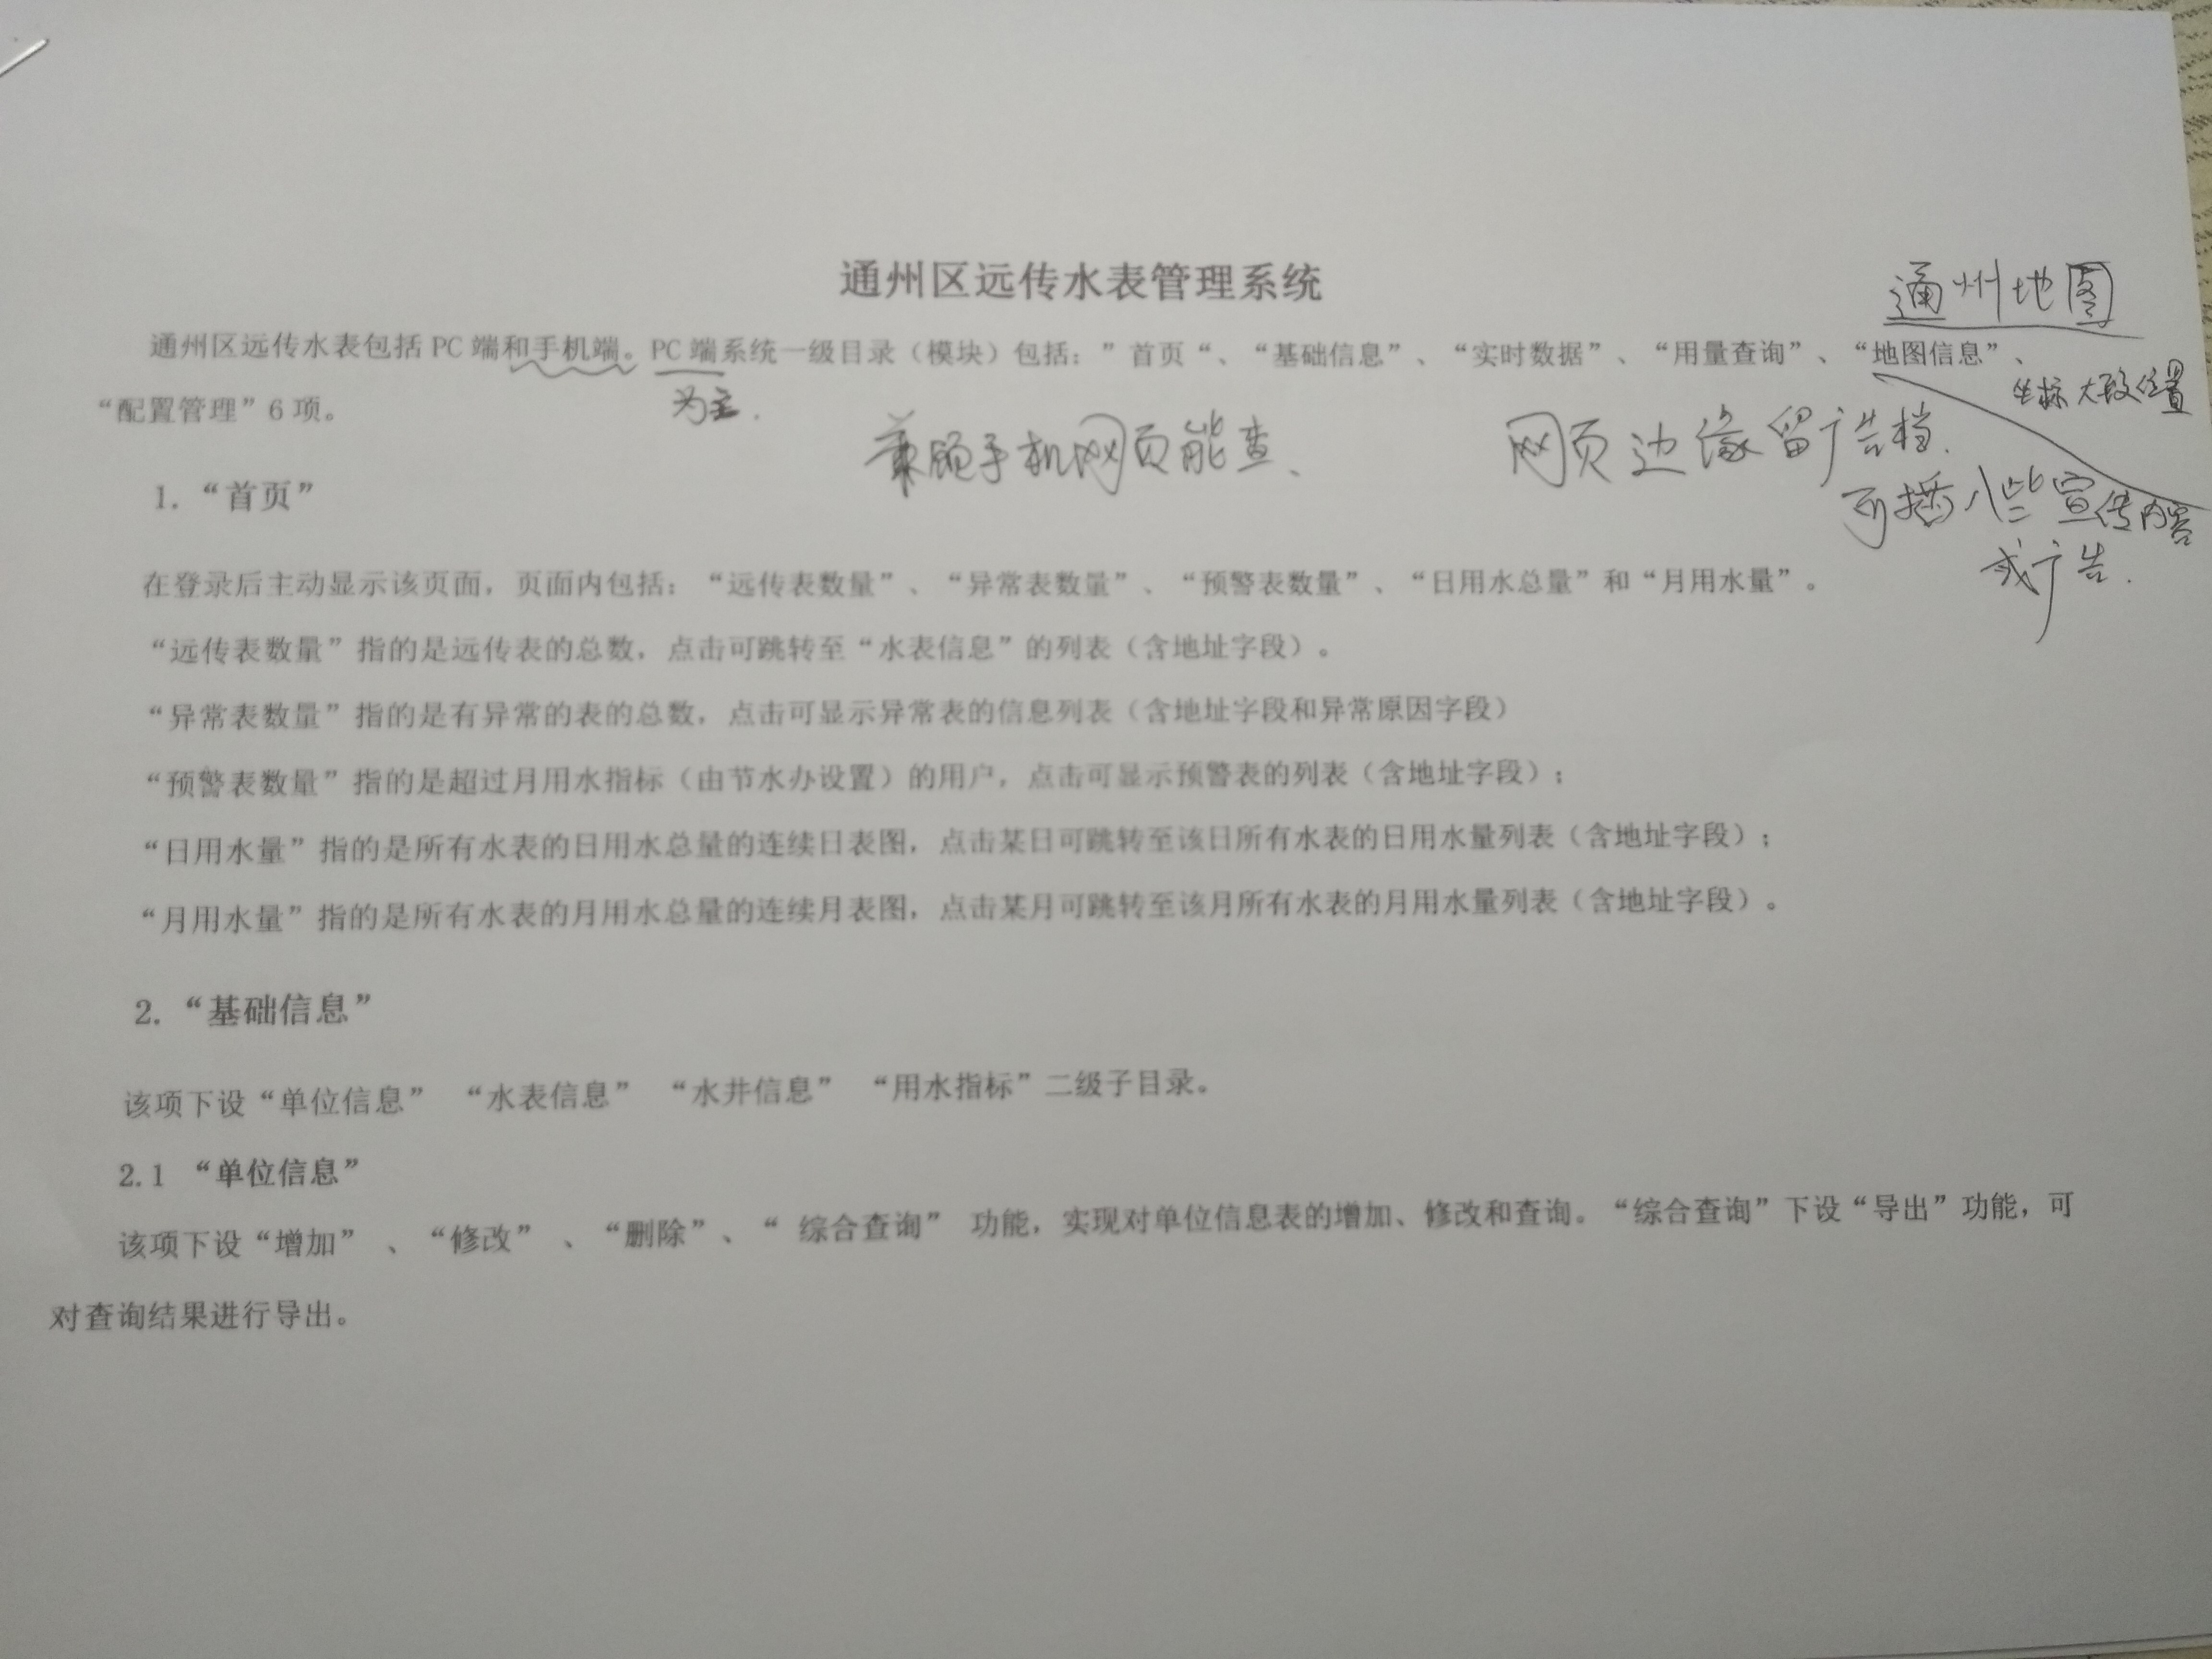 通州区远传水表管理系统
通州地图
通州区远传水表包括 PC 端和手机端。PC 端系统一级目录（模块）包括：”首页“、“基础信息”、“实时数据”、“用量查询”、“地图信息”、
坐标大致位置
“配置管理”6 项。
为主.
兼顾手机网页能查、
网页边缘留广告档.
可播一些宣传内容
或广告.
1. “首页”
在登录后主动显示该页面，页面内包括：“远传表数量”、“异常表数量”、“预警表数量”、“日用水总量”和“月用水量”。
“远传表数量”指的是远传表的总数，点击可跳转至“水表信息”的列表（含地址字段）。
“异常表数量”指的是有异常的表的总数，点击可显示异常表的信息列表（含地址字段和异常原因字段）
“预警表数量”指的是超过月用水指标（由节水办设置）的用户，点击可显示预警表的列表（含地址字段）；
“日用水量”指的是所有水表的日用水总量的连续日表图，点击某日可跳转至该日所有水表的日用水量列表（含地址字段）；
“月用水量”指的是所有水表的月用水总量的连续月表图，点击某月可跳转至该月所有水表的月用水量列表（含地址字段）。
2. “基础信息”
该项下设“单位信息” “水表信息” “水井信息” “用水指标”二级子目录。
2.1 “单位信息”
该项下设“增加” 、“修改” 、“删除”、“ 综合查询” 功能，实现对单位信息表的增加、修改和查询。“综合查询”下设“导出”功能，可
对查询结果进行导出。